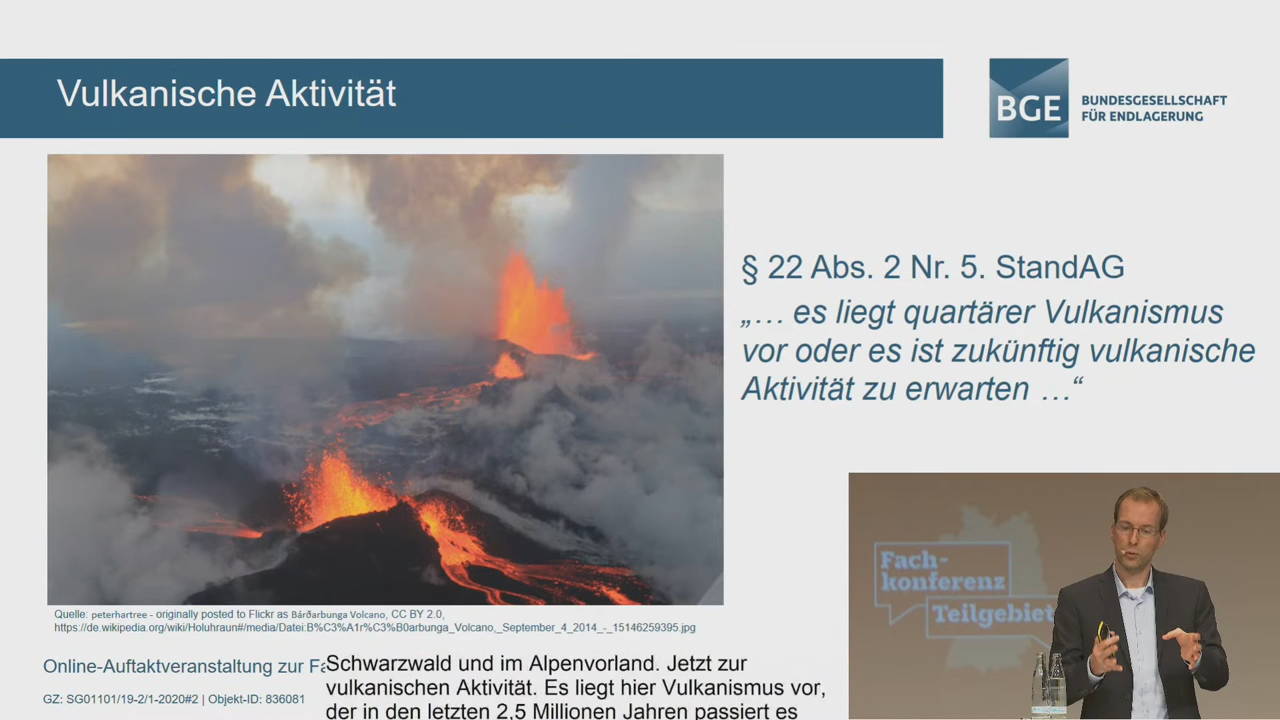 Vulkanische Aktivität
BGE
BUNDESGESELLSCHAFT
FÜR ENDLAGERUNG
§ 22 Abs. 2 Nr. 5. StandAG
„… es liegt quartärer Vulkanismus
vor oder es ist zukünftig vulkanische
Aktivität zu erwarten …“
Quelle: peterhartree - originally posted to Flickr as Bárðarbunga Volcano, CC BY 2.0,
https://de.wikipedia.org/wiki/Holuhraun#/media/Datei:B%C3%A1r%C3%B0arbunga_Volcano,_September_4_2014_-_15146259395.jpg
Fach-
konferenz
Teilgebiet
Online-Auftaktveranstaltung zur Fa
GZ: SG01101/19-2/1-2020#2 | Objekt-ID: 836081
Schwarzwald und im Alpenvorland. Jetzt zur
vulkanischen Aktivität. Es liegt hier Vulkanismus vor,
der in den letzten 2,5 Millionen Jahren passiert es